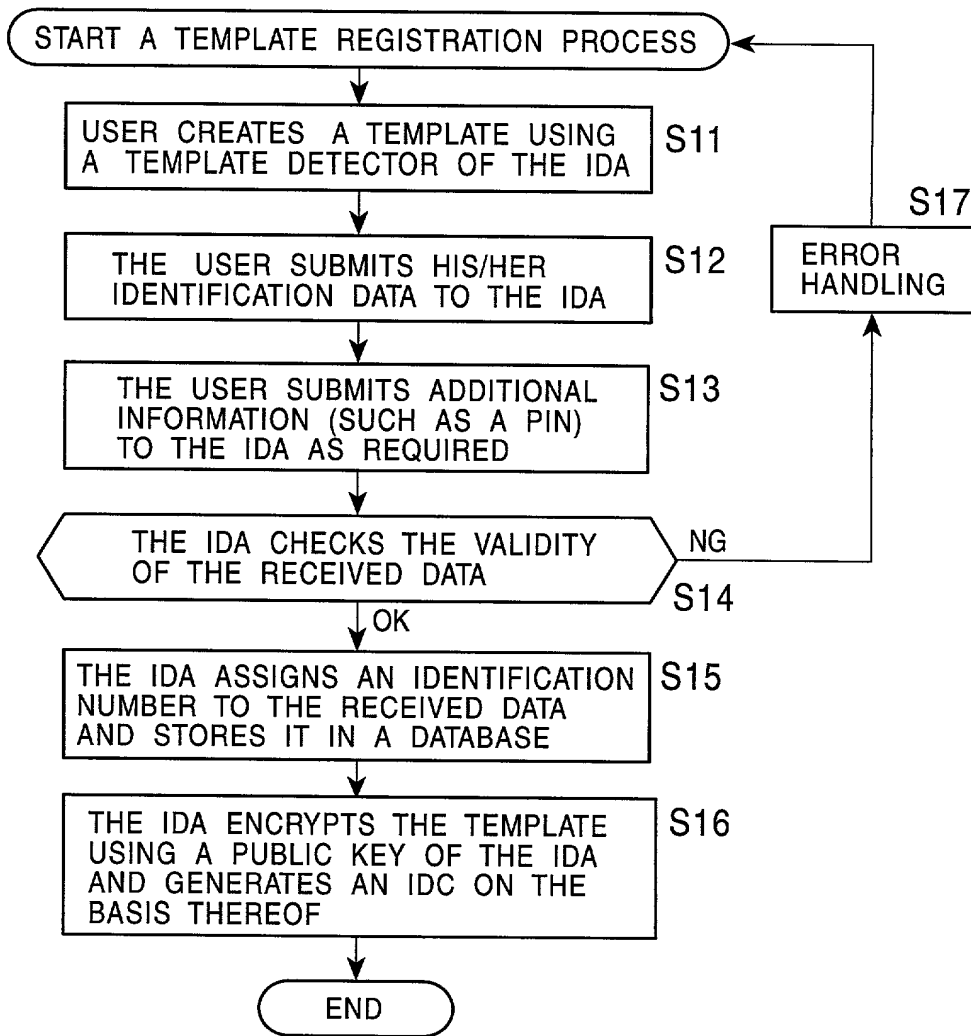 START A TEMPLATE REGISTRATION PROCESS
USER CREATES A TEMPLATE USING
A TEMPLATE DETECTOR OF THE IDA
S11
THE USER SUBMITS HIS/HER
IDENTIFICATION DATA TO THE IDA
S12
THE USER SUBMITS ADDITIONAL
INFORMATION (SUCH AS A PIN)
TO THE IDA AS REQUIRED
S13
THE IDA CHECKS THE VALIDITY
OF THE RECEIVED DATA
S14
NG
S17
ERROR
HANDLING
OK
THE IDA ASSIGNS AN IDENTIFICATION
NUMBER TO THE RECEIVED DATA
AND STORES IT IN A DATABASE
S15
THE IDA ENCRYPTS THE TEMPLATE
USING A PUBLIC KEY OF THE IDA
AND GENERATES AN IDC ON THE
BASIS THEREOF
S16
END